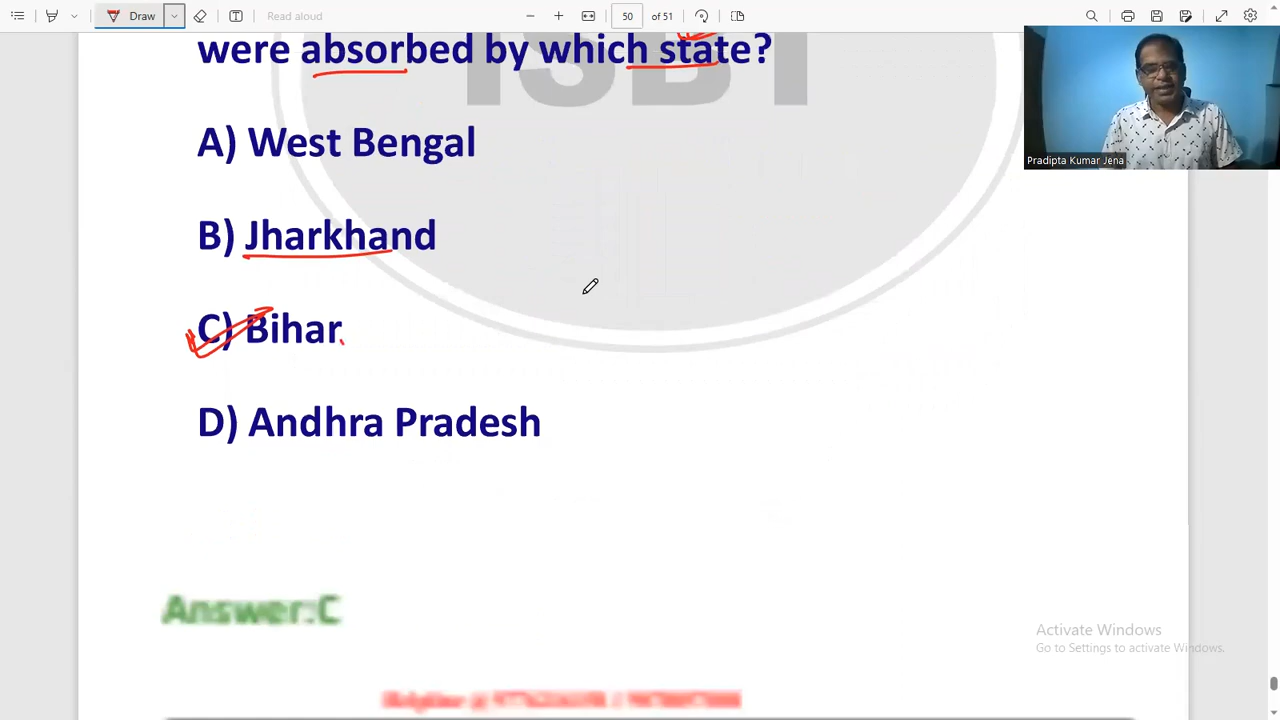 Draw
Read aloud
50 of 51
were absorbed by which state?
ISBT
A) West Bengal
B) Jharkhand
C) Bihar
D) Andhra Pradesh
Pradipta Kumar Jena
Answer:C
Activate Windows
Go to Settings to activate Windows.